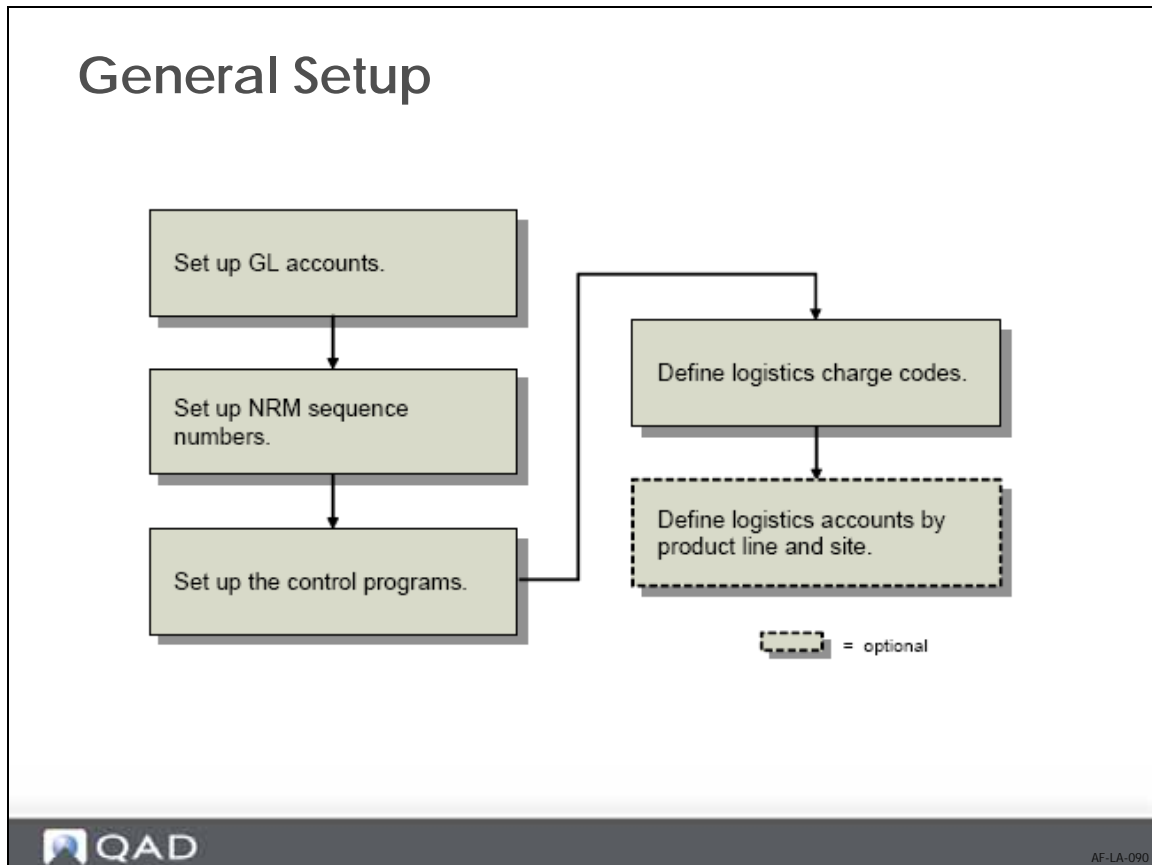 General Setup
Set up GL accounts.
Set up NRM sequence
numbers.
Set up the control programs.
Define logistics charge codes.
Define logistics accounts by
product line and site.
= optional
QAD
AF-LA-090